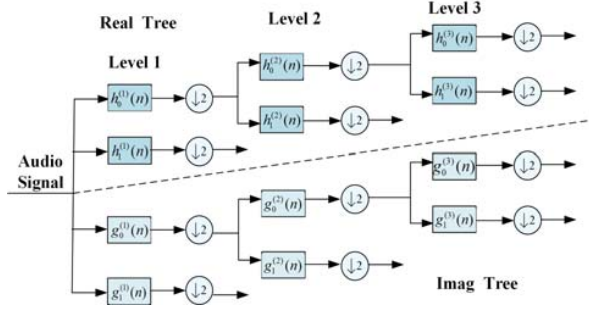 Real Tree
Level 1
Level 2
Level 3
h₀⁽¹⁾(n) ↓2
h₀⁽²⁾(n) ↓2
h₀⁽³⁾(n) ↓2
h₁⁽³⁾(n) ↓2
h₁⁽²⁾(n) ↓2
h₁⁽¹⁾(n) ↓2
Audio
Signal
g₀⁽¹⁾(n) ↓2
g₀⁽²⁾(n) ↓2
g₀⁽³⁾(n) ↓2
g₁⁽³⁾(n) ↓2
g₁⁽²⁾(n) ↓2
g₁⁽¹⁾(n) ↓2
Imag Tree